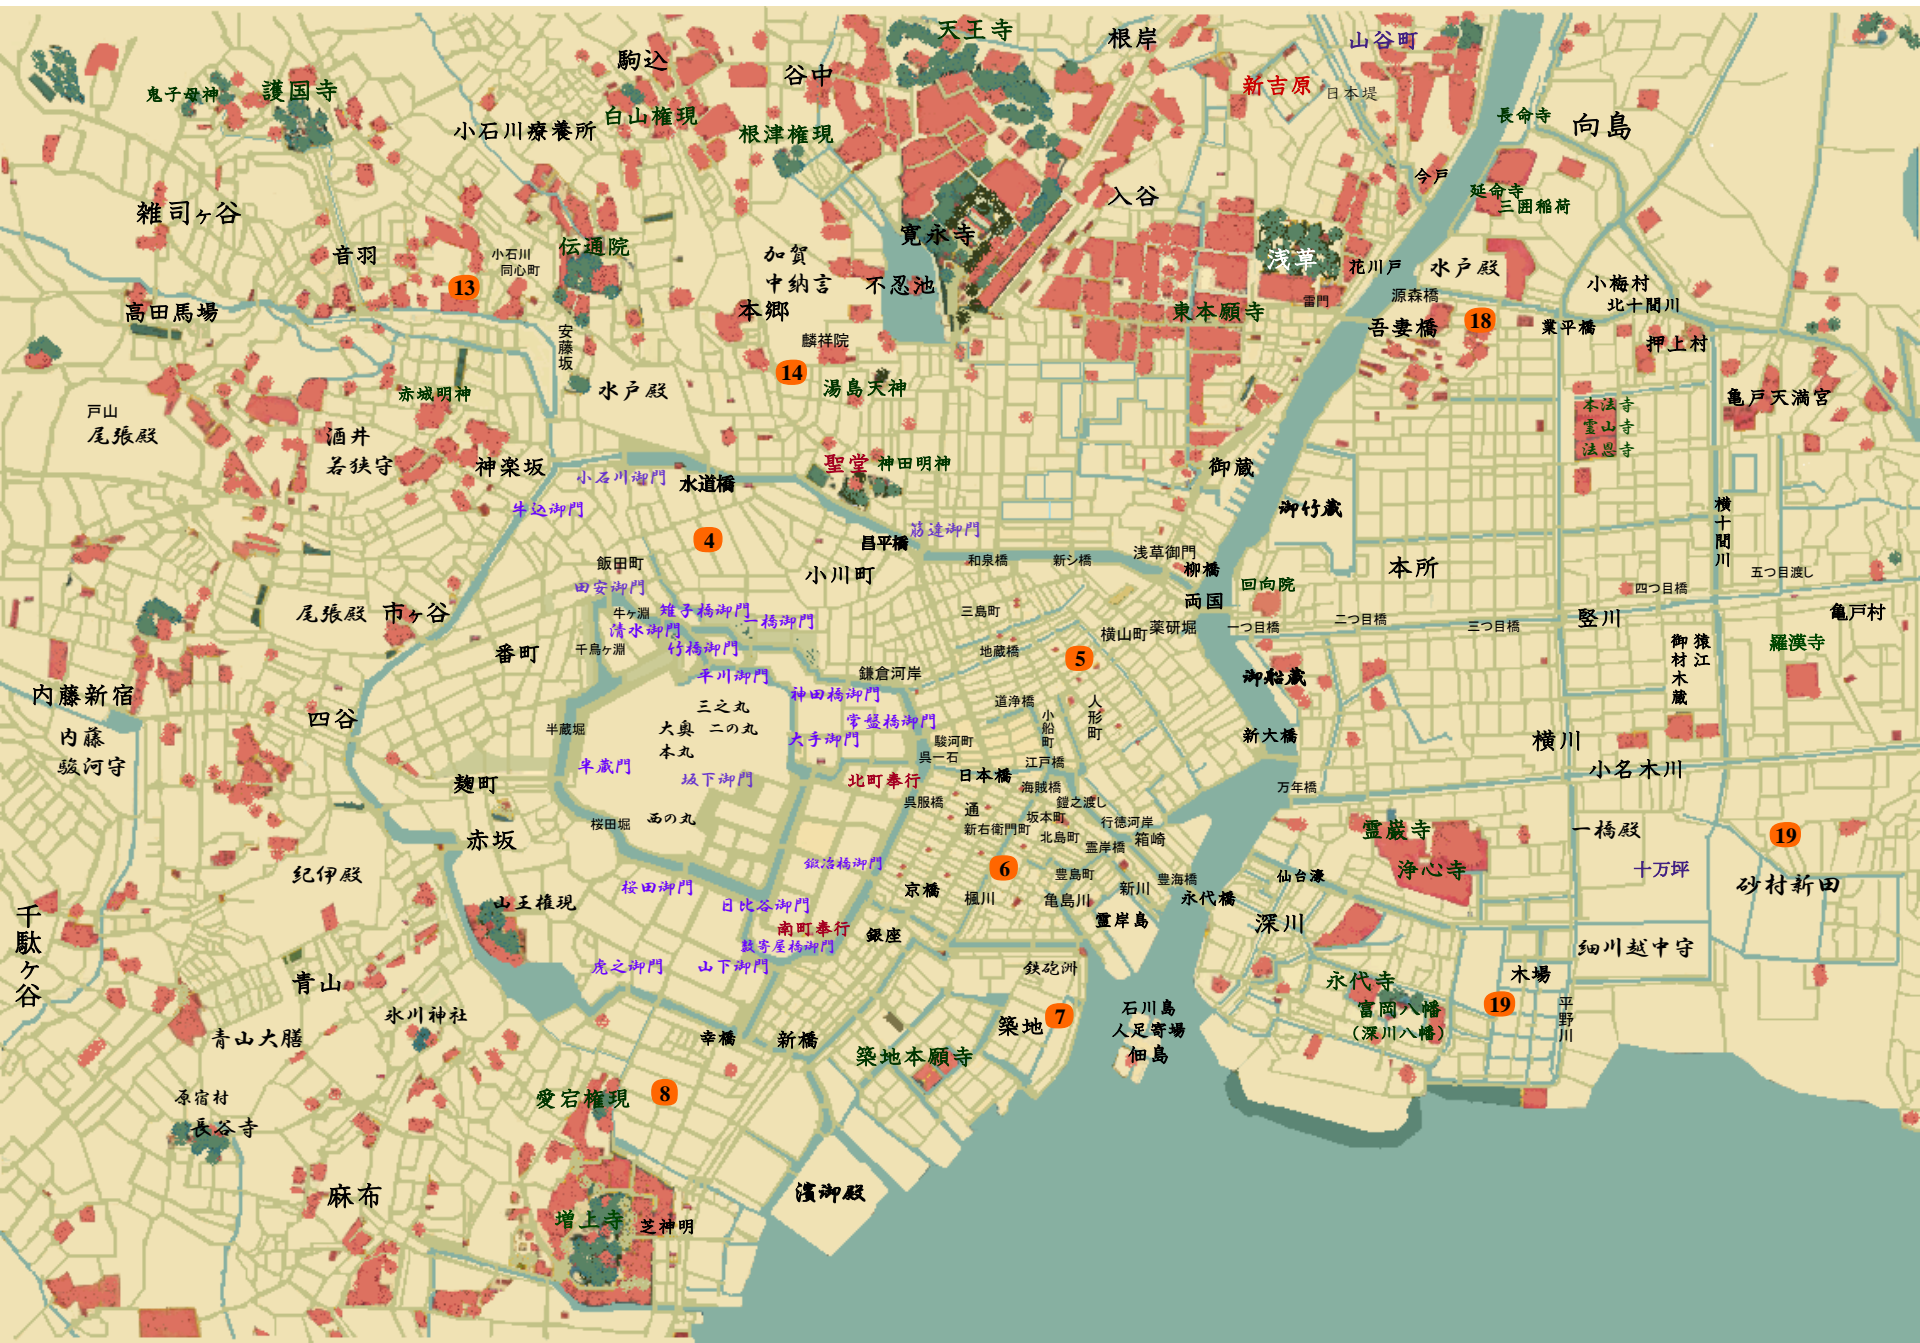 天王寺
根岸
山谷町
駒込
谷中
新吉原
日本堤
鬼子母神
護国寺
白山権現
小石川療養所
根津権現
長命寺
向島
今戸
延命寺
三囲稲荷
入谷
雑司ヶ谷
寛永寺
伝通院
音羽
小石川
同心町
加賀
中納言
不忍池
浅草
花川戸
水戸殿
小梅村
北十間川
13
高田馬場
本郷
東本願寺
雷門
源森橋
吾妻橋
18
業平橋
押上村
安藤坂
麟祥院
14
湯島天神
水戸殿
赤城明神
戸山
尾張殿
酒井
若狭守
本法寺
霊山寺
法恩寺
亀戸天満宮
神楽坂
小石川御門
水道橋
聖堂
神田明神
御蔵
牛込御門
御竹蔵
横十間川
4
昌平橋
筋違御門
和泉橋
新シ橋
浅草御門
柳橋
飯田町
小川町
田安御門
回向院
本所
四つ目橋
五つ目渡し
両国
尾張殿
市ヶ谷
牛ヶ淵
雉子橋御門
一橋御門
清水御門
竹橋御門
三島町
横山町
薬研堀
一つ目橋
二つ目橋
三つ目橋
竪川
亀戸村
番町
千鳥ヶ淵
地蔵橋
5
御船蔵
猿江
御材木蔵
羅漢寺
平川御門
鎌倉河岸
神田橋御門
内藤新宿
内藤
駿河守
四谷
半蔵堀
三之丸
大奥
二の丸
本丸
常盤橋御門
大手御門
道浄橋
小船町
人形町
新大橋
横川
駿河町
呉一石
日本橋
江戸橋
半蔵門
坂下御門
北町奉行
小名木川
麹町
海賊橋
万年橋
呉服橋
通
鎧之渡し
坂本町
新右衛門町
北島町
行徳河岸
霊岸橋
箱崎
桜田堀
西の丸
赤坂
霊巌寺
浄心寺
一橋殿
十万坪
19
砂村新田
紀伊殿
鍛冶橋御門
桜田御門
日比谷御門
京橋
6
楓川
豊島町
亀島川
新川
豊海橋
永代橋
仙台濠
千駄ヶ谷
山王権現
南町奉行
数寄屋橋御門
銀座
霊岸島
深川
細川越中守
虎之御門
山下御門
鉄砲洲
木場
永代寺
富岡八幡
(深川八幡)
19
平野川
青山
氷川神社
青山大膳
石川島
人足寄場
佃島
築地
7
幸橋
新橋
築地本願寺
愛宕権現
8
原宿村
長谷寺
麻布
濱御殿
増上寺
芝神明